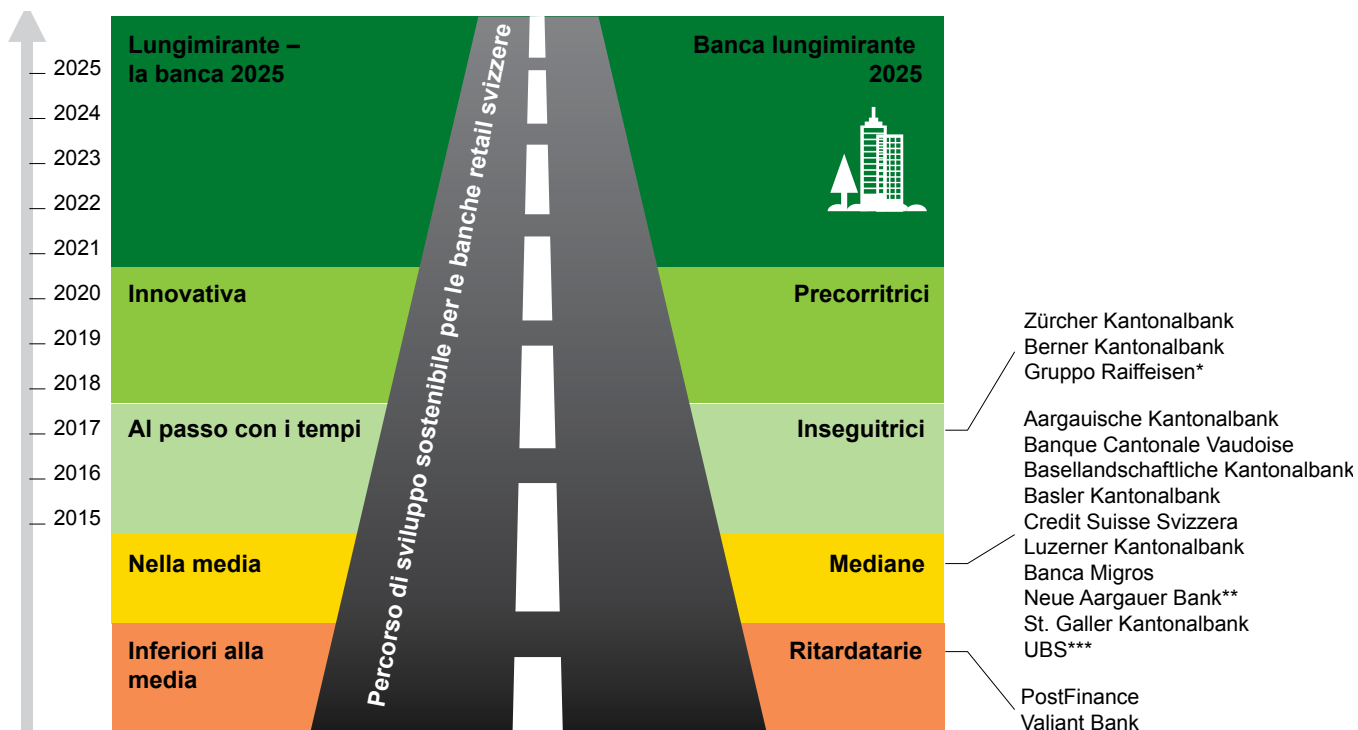 2025
2024
2023
2022
2021
2020
2019
2018
2017
2016
2015
Lungimirante –
la banca 2025
Innovativa
Al passo con i tempi
Nella media
Inferiori alla
media
Percorso di sviluppo sostenibile per le banche retail svizzere
Banca lungimirante
2025
Precorritrici
Inseguitrici
Mediane
Ritardatarie
Zürcher Kantonalbank
Berner Kantonalbank
Gruppo Raiffeisen*
Aargauische Kantonalbank
Banque Cantonale Vaudoise
Basellandschaftliche Kantonalbank
Basler Kantonalbank
Credit Suisse Svizzera
Luzerner Kantonalbank
Banca Migros
Neue Aargauer Bank**
St. Galler Kantonalbank
UBS***
PostFinance
Valiant Bank